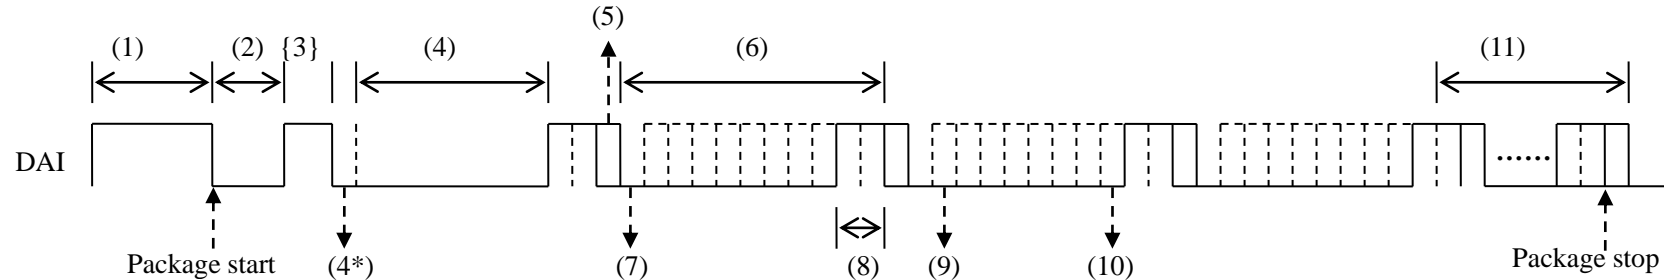 (5)
(1) (2) {3} (4) (6) (11)
DAI
Package start (4*) (7) (8) (9) (10) Package stop